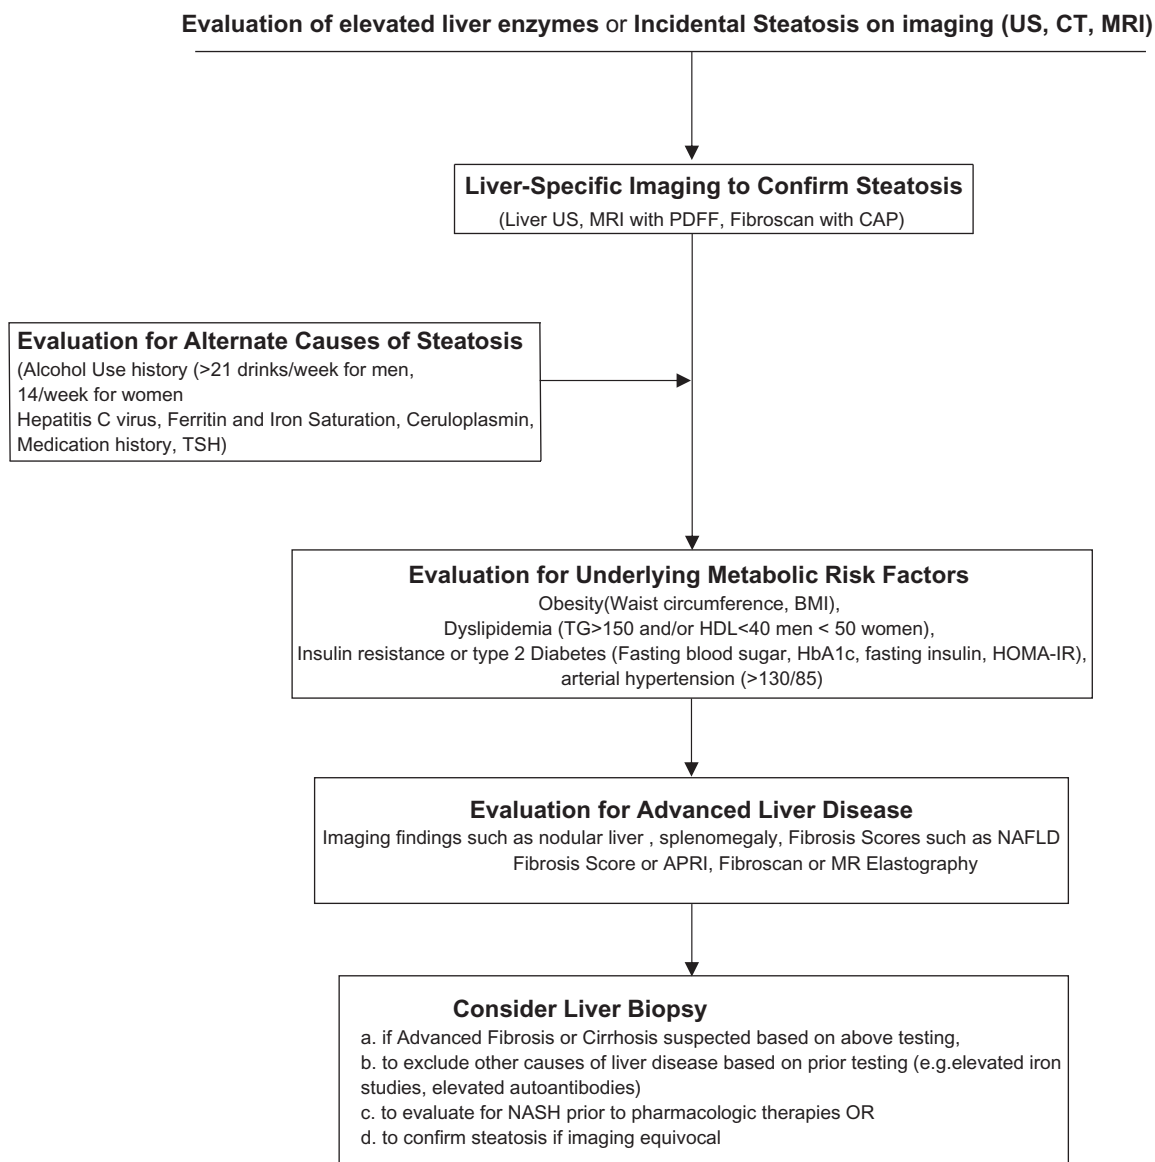 Evaluation of elevated liver enzymes or Incidental Steatosis on imaging (US, CT, MRI)
Liver-Specific Imaging to Confirm Steatosis
(Liver US, MRI with PDFF, Fibroscan with CAP)
Evaluation for Alternate Causes of Steatosis
(Alcohol Use history (>21 drinks/week for men,
14/week for women
Hepatitis C virus, Ferritin and Iron Saturation, Ceruloplasmin,
Medication history, TSH)
Evaluation for Underlying Metabolic Risk Factors
Obesity(Waist circumference, BMI),
Dyslipidemia (TG>150 and/or HDL<40 men < 50 women),
Insulin resistance or type 2 Diabetes (Fasting blood sugar, HbA1c, fasting insulin, HOMA-IR),
arterial hypertension (>130/85)
Evaluation for Advanced Liver Disease
Imaging findings such as nodular liver , splenomegaly, Fibrosis Scores such as NAFLD
Fibrosis Score or APRI, Fibroscan or MR Elastography
Consider Liver Biopsy
a. if Advanced Fibrosis or Cirrhosis suspected based on above testing,
b. to exclude other causes of liver disease based on prior testing (e.g.elevated iron
studies, elevated autoantibodies)
c. to evaluate for NASH prior to pharmacologic therapies OR
d. to confirm steatosis if imaging equivocal